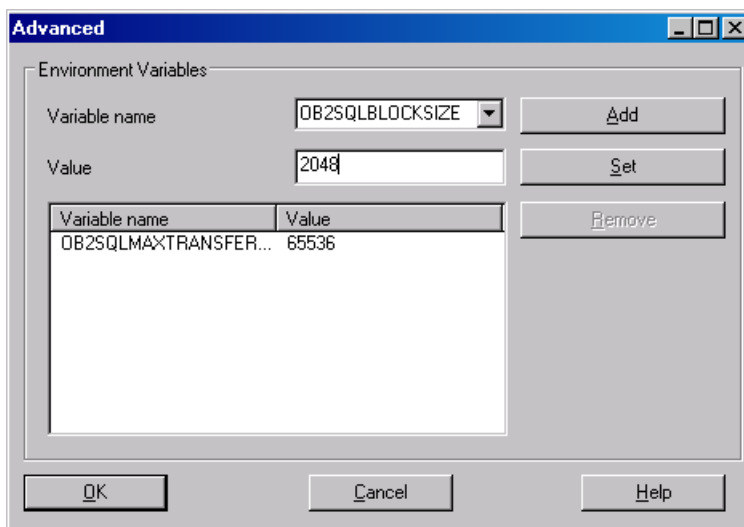 Advanced
Environment Variables
Variable name OB2SQLBLOCKSIZE Add
Value 2048 Set
Variable name Value Remove
OB2SQLMAXTRANSFER... 65536
OK Cancel Help